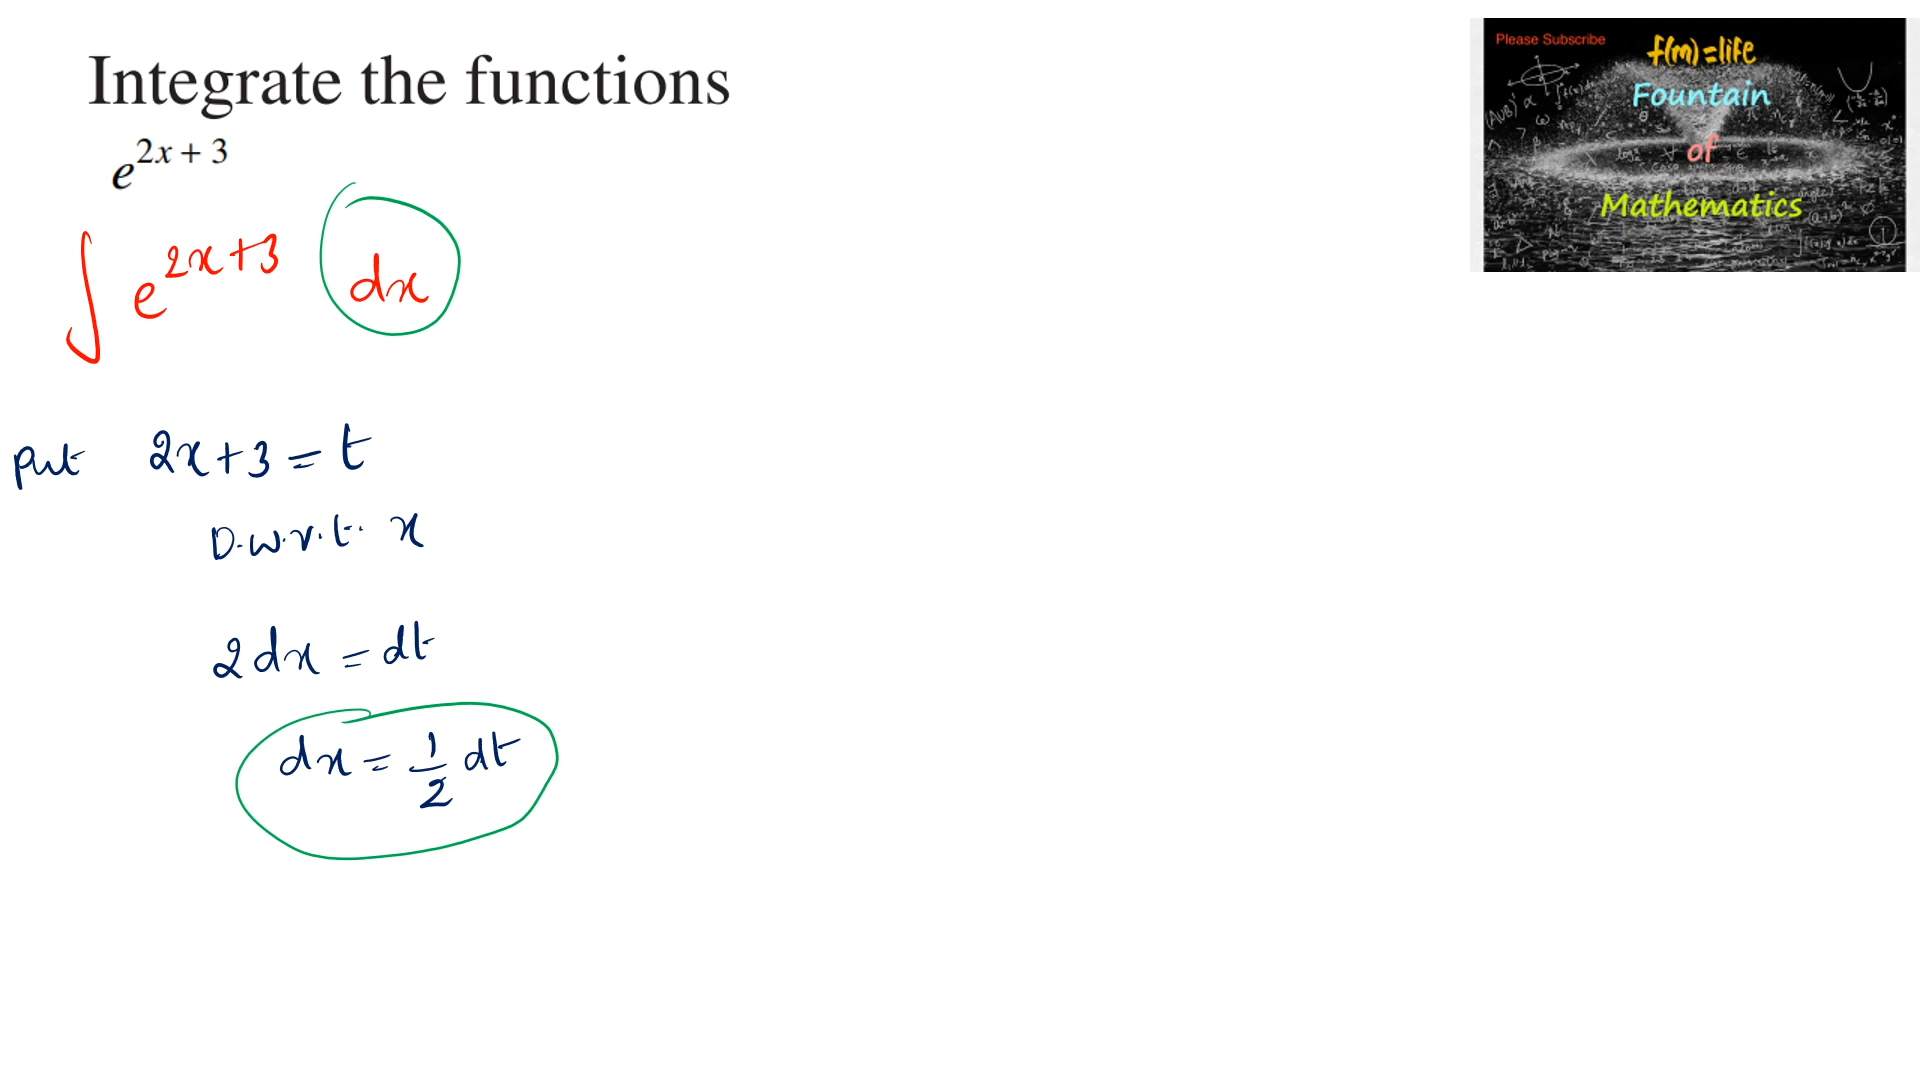 Integrate the functions
e^{2x + 3}
∫ e^{2x+3} dx
put 2x+3 = t
D.w.r.t. x
2dx = dt
dx = 1/2 dt
Please Subscribe
f(m)=life
Fountain
of
Mathematics